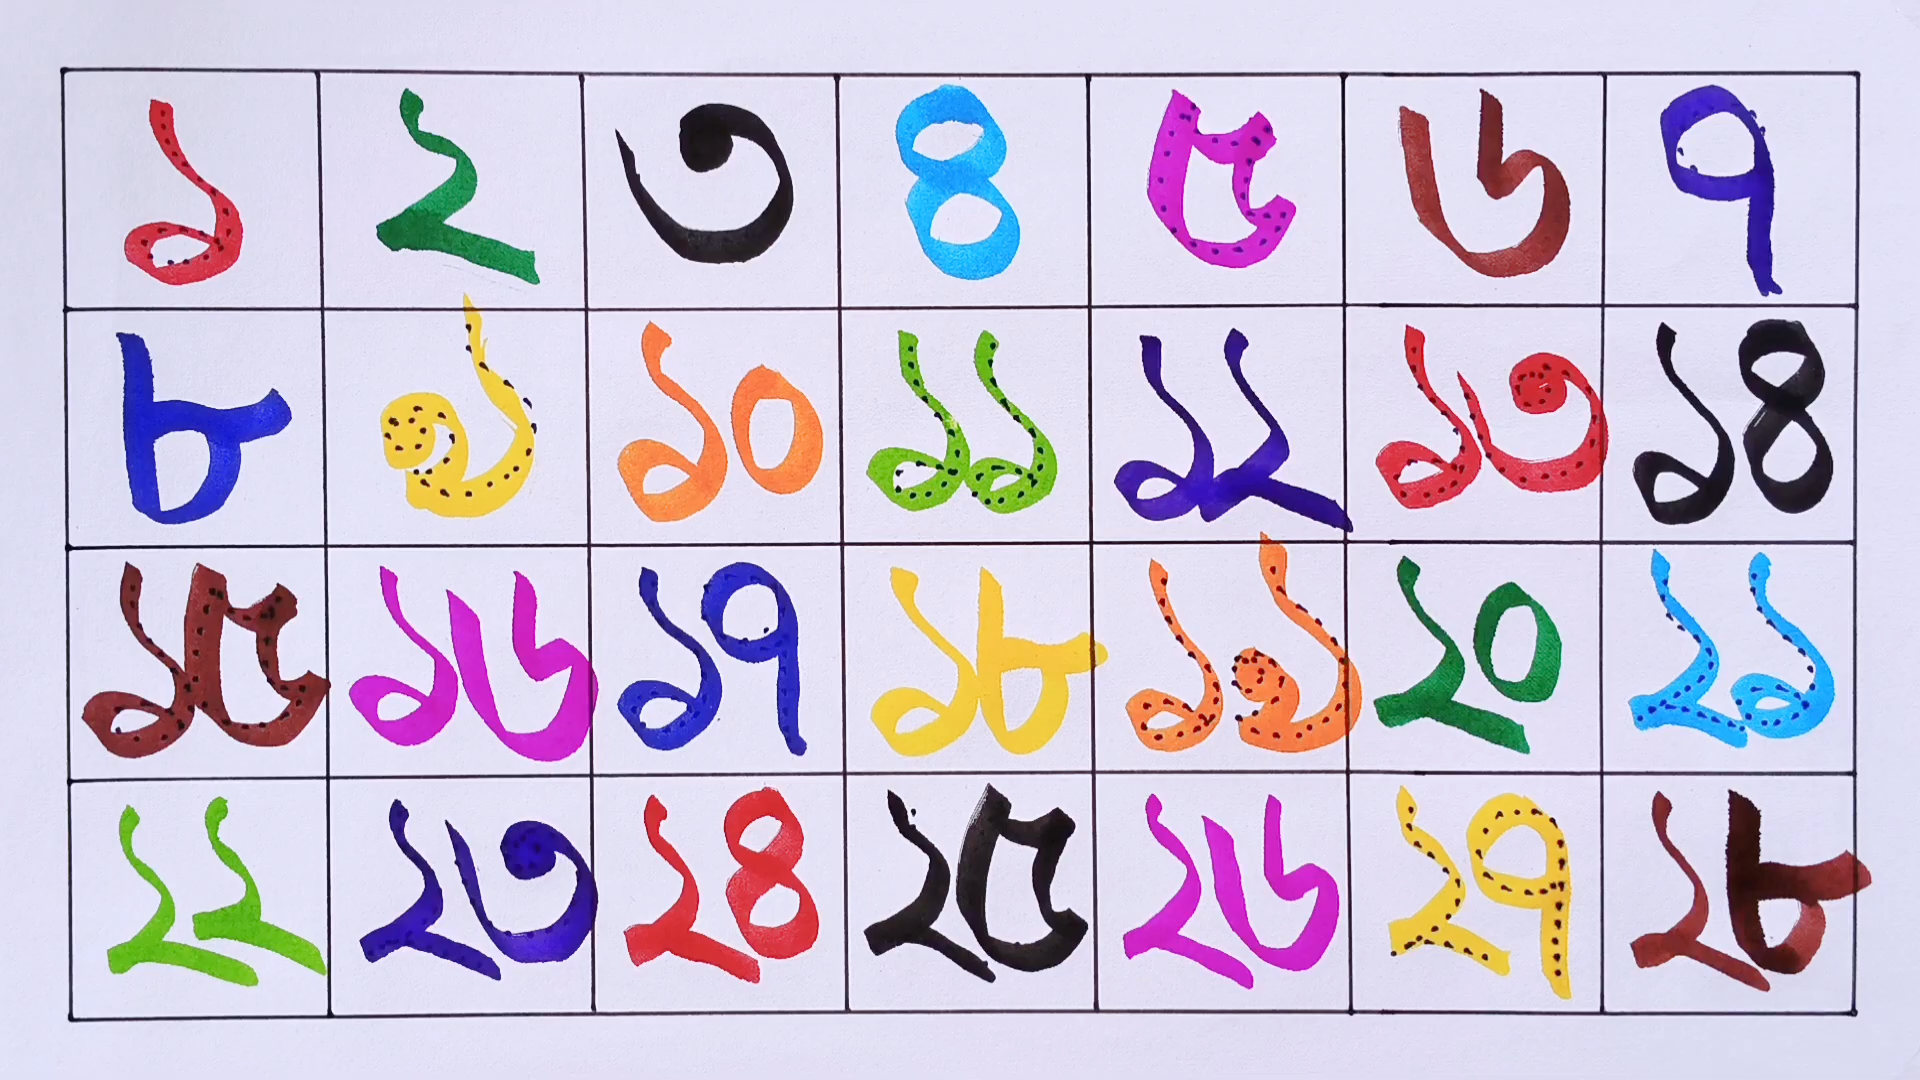 ১ ২ ৩ ৪ ৫ ৬ ৭
৮ ৯ ১০ ১১ ১২ ১৩ ১৪
১৫ ১৬ ১৭ ১৮ ১৯ ২০ ২১
২২ ২৩ ২৪ ২৫ ২৬ ২৭ ২৮